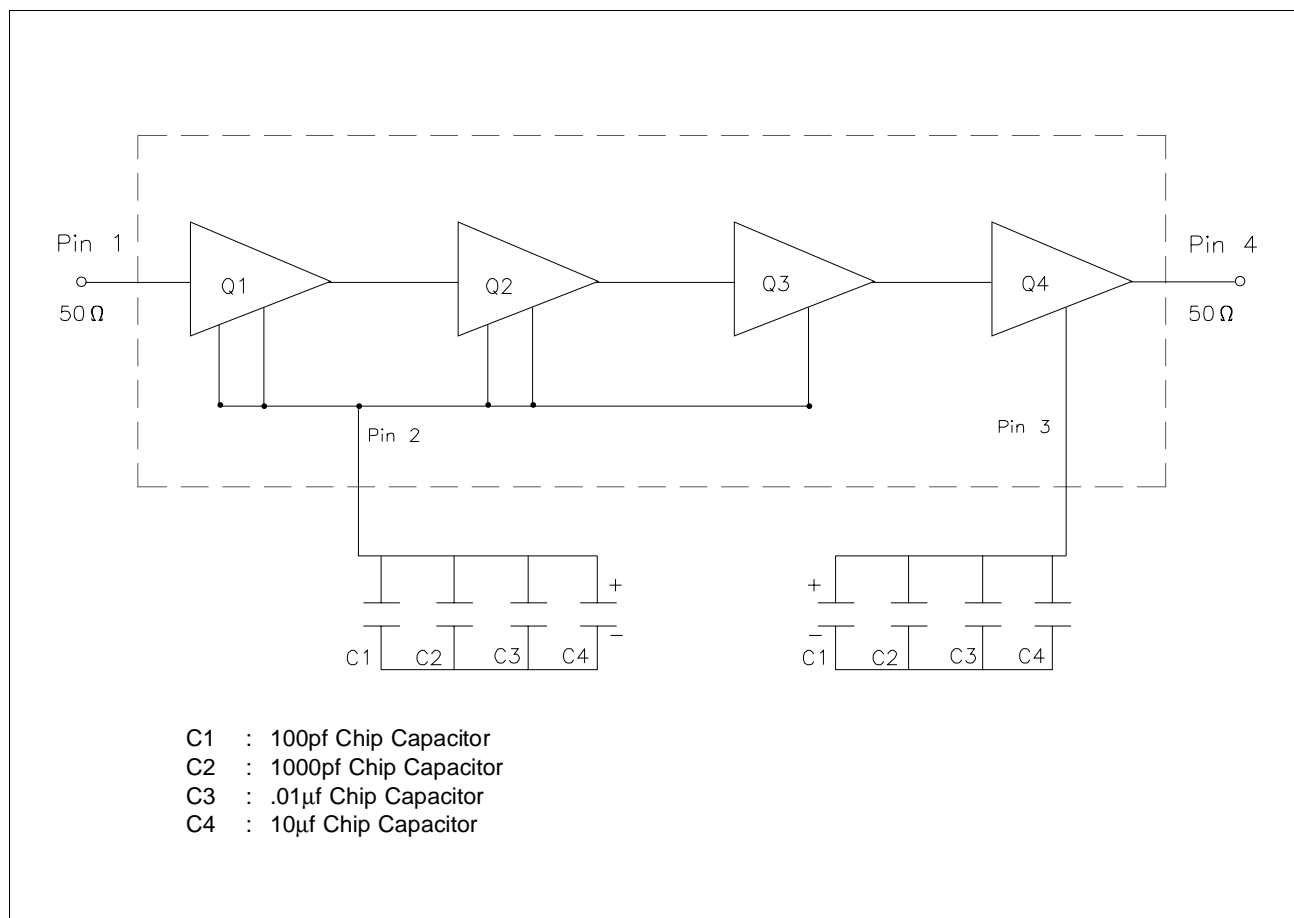 Pin 1
50Ω
Q1
Q2
Q3
Q4
Pin 4
50Ω
Pin 2
Pin 3
+
−
C1
C2
C3
C4
+
−
C1
C2
C3
C4
C1 : 100pf Chip Capacitor
C2 : 1000pf Chip Capacitor
C3 : .01μf Chip Capacitor
C4 : 10μf Chip Capacitor